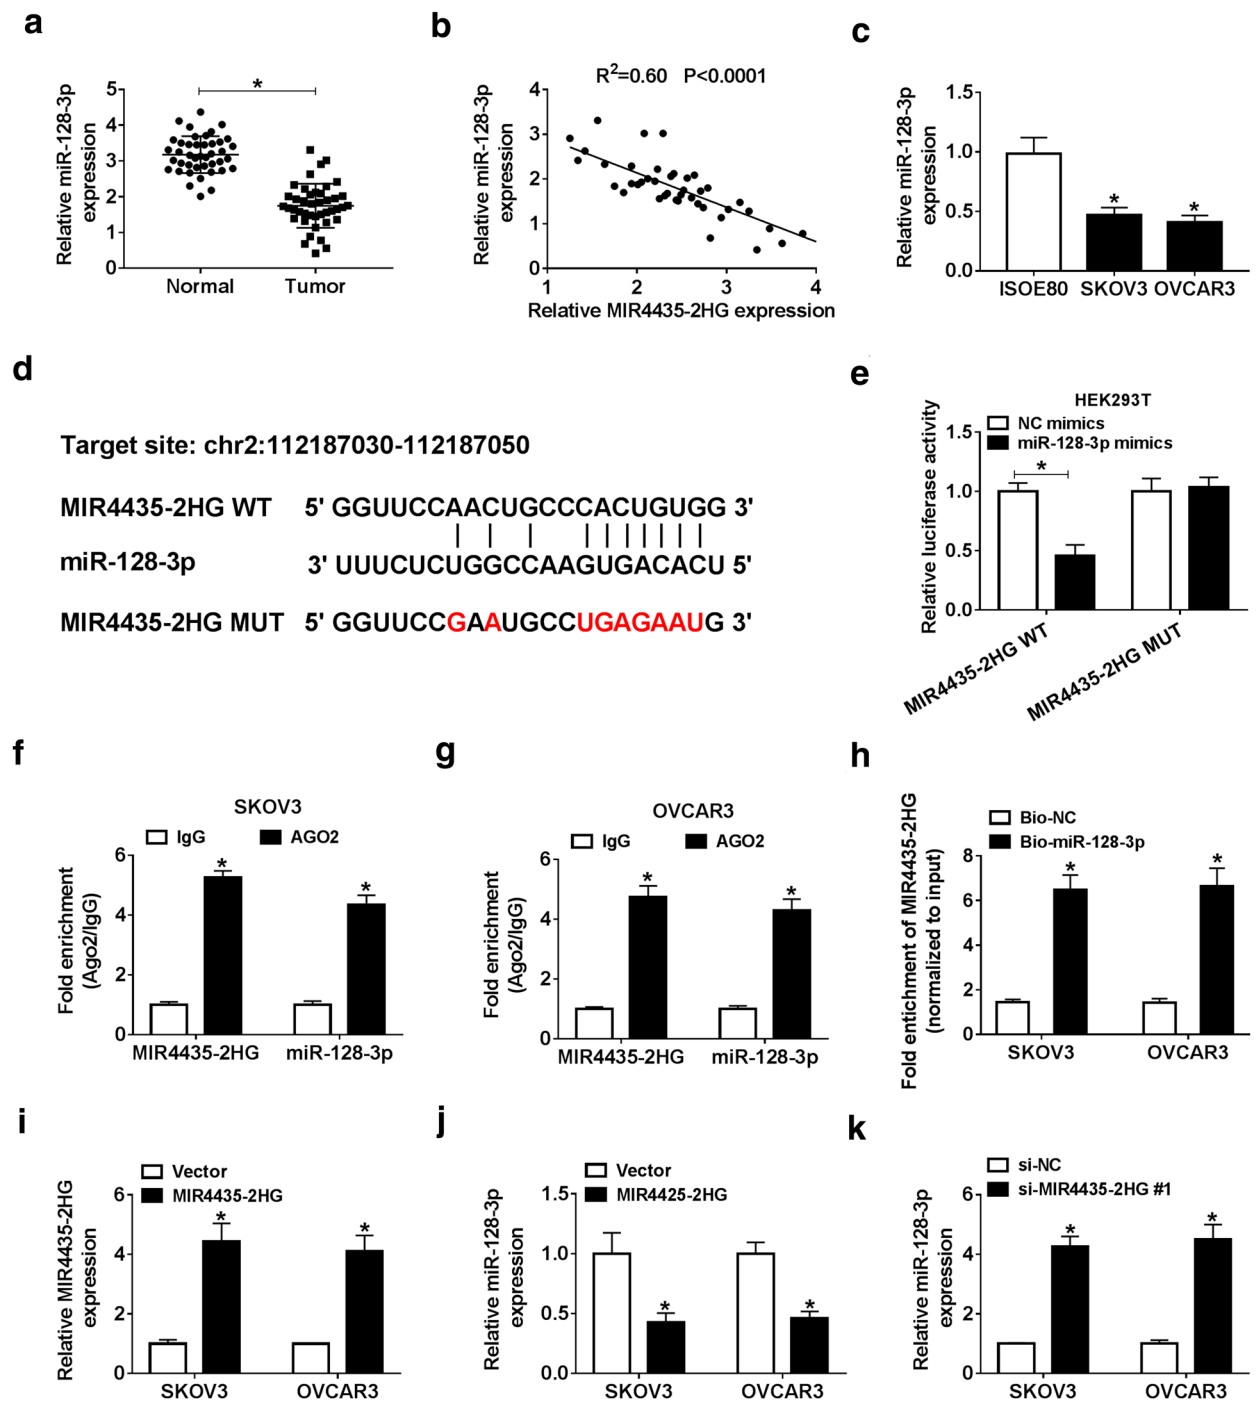 a
Relative miR-128-3p
expression
5
4
3
2
1
0
*
Normal
Tumor
b
R2=0.60 P<0.0001
Relative miR-128-3p
expression
4
3
2
1
0
1
2
3
4
Relative MIR4435-2HG expression
c
Relative miR-128-3p
expression
1.5
1.0
0.5
0.0
*
*
ISOE80
SKOV3
OVCAR3
d
Target site: chr2:112187030-112187050
MIR4435-2HG WT 5' GGUUCCAACUGCCCACUGUGG 3'
miR-128-3p 3' UUUCUCUGGCCAAGUGACACU 5'
MIR4435-2HG MUT 5' GGUUCCGAAUGCCUGAGAAUG 3'
e
HEK293T
NC mimics
miR-128-3p mimics
Relative luciferase activity
1.5
1.0
0.5
0.0
*
MIR4435-2HG WT
MIR4435-2HG MUT
f
SKOV3
IgG
AGO2
Fold enrichment
(Ago2/IgG)
6
4
2
0
*
*
MIR4435-2HG
miR-128-3p
g
OVCAR3
IgG
AGO2
Fold enrichment
(Ago2/IgG)
6
4
2
0
*
*
MIR4435-2HG
miR-128-3p
h
Bio-NC
Bio-miR-128-3p
Fold entichment of MIR4435-2HG
(normalized to input)
8
6
4
2
0
*
*
SKOV3
OVCAR3
i
Vector
MIR4435-2HG
Relative MIR4435-2HG
expression
6
4
2
0
*
*
SKOV3
OVCAR3
j
Vector
MIR4425-2HG
Relative miR-128-3p
expression
1.5
1.0
0.5
0.0
*
*
SKOV3
OVCAR3
k
si-NC
si-MIR4435-2HG #1
Relative miR-128-3p
expression
6
4
2
0
*
*
SKOV3
OVCAR3